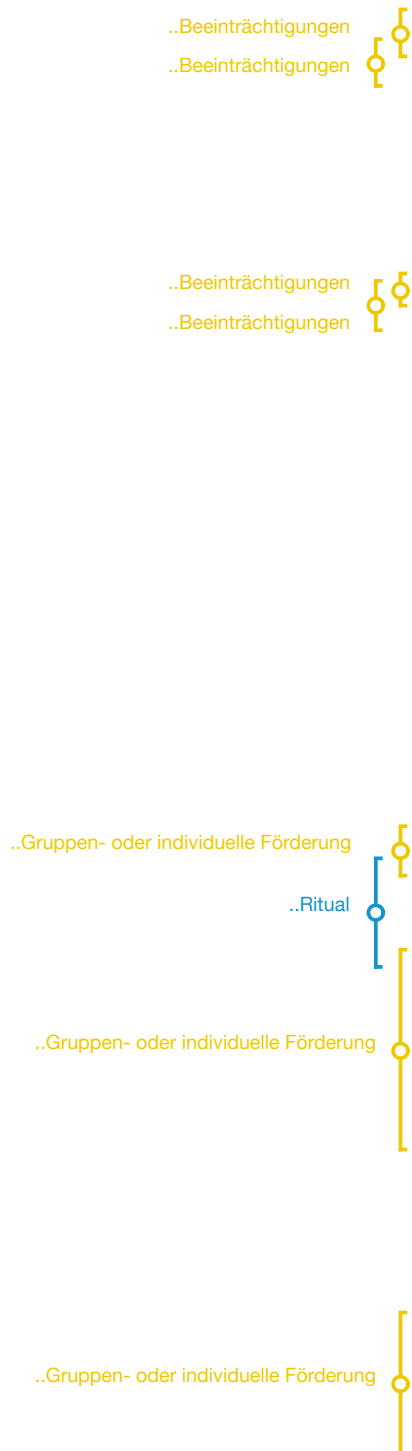 ..Beeinträchtigungen
..Beeinträchtigungen
..Beeinträchtigungen
..Beeinträchtigungen
..Gruppen- oder individuelle Förderung
..Ritual
..Gruppen- oder individuelle Förderung
..Gruppen- oder individuelle Förderung